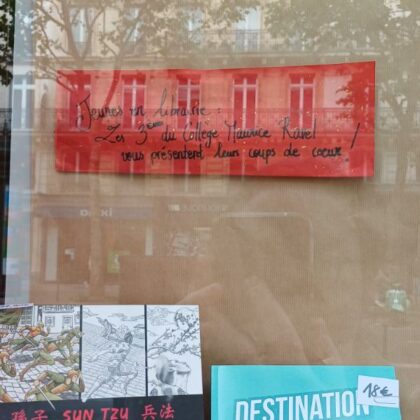 Jeunes en librairie :
Les 3ème du Collège Maurice Ravel
vous présentent leurs coups de coeur !
孫子 SUN TZU 兵法
DESTINATION
18€